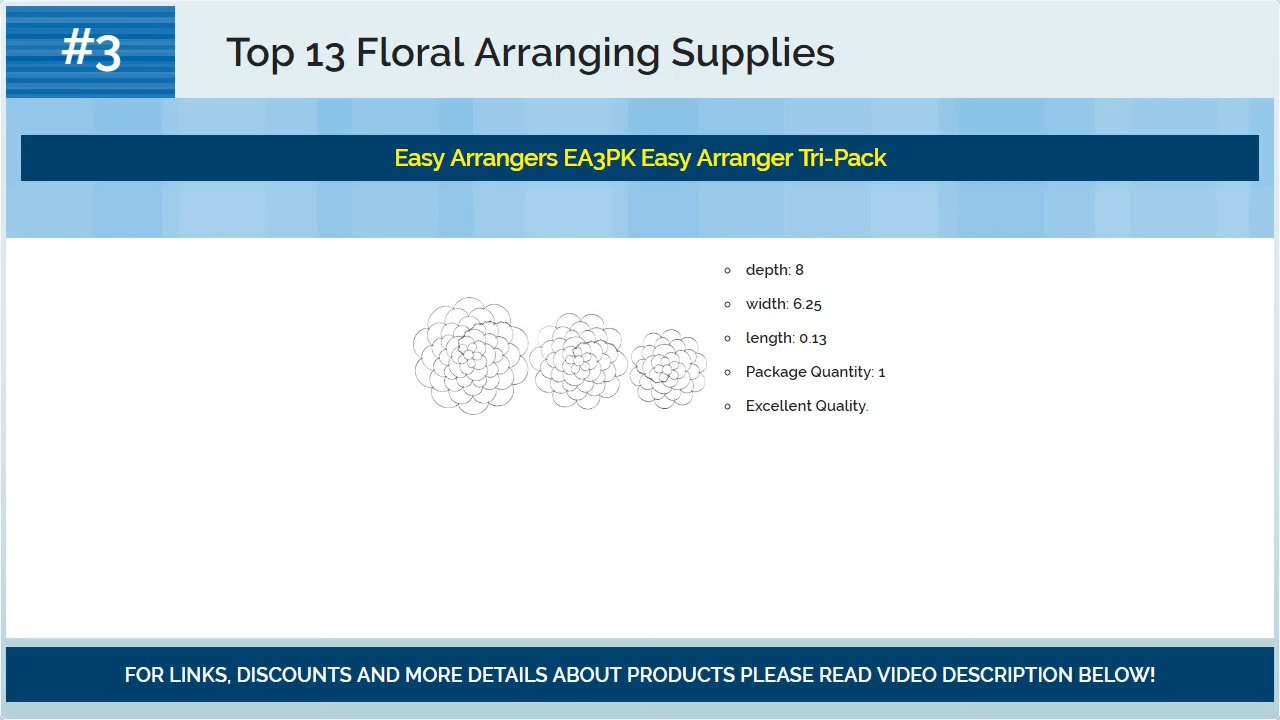 #3
Top 13 Floral Arranging Supplies
Easy Arrangers EA3PK Easy Arranger Tri-Pack
depth: 8
width: 6.25
length: 0.13
Package Quantity: 1
Excellent Quality.
FOR LINKS, DISCOUNTS AND MORE DETAILS ABOUT PRODUCTS PLEASE READ VIDEO DESCRIPTION BELOW!